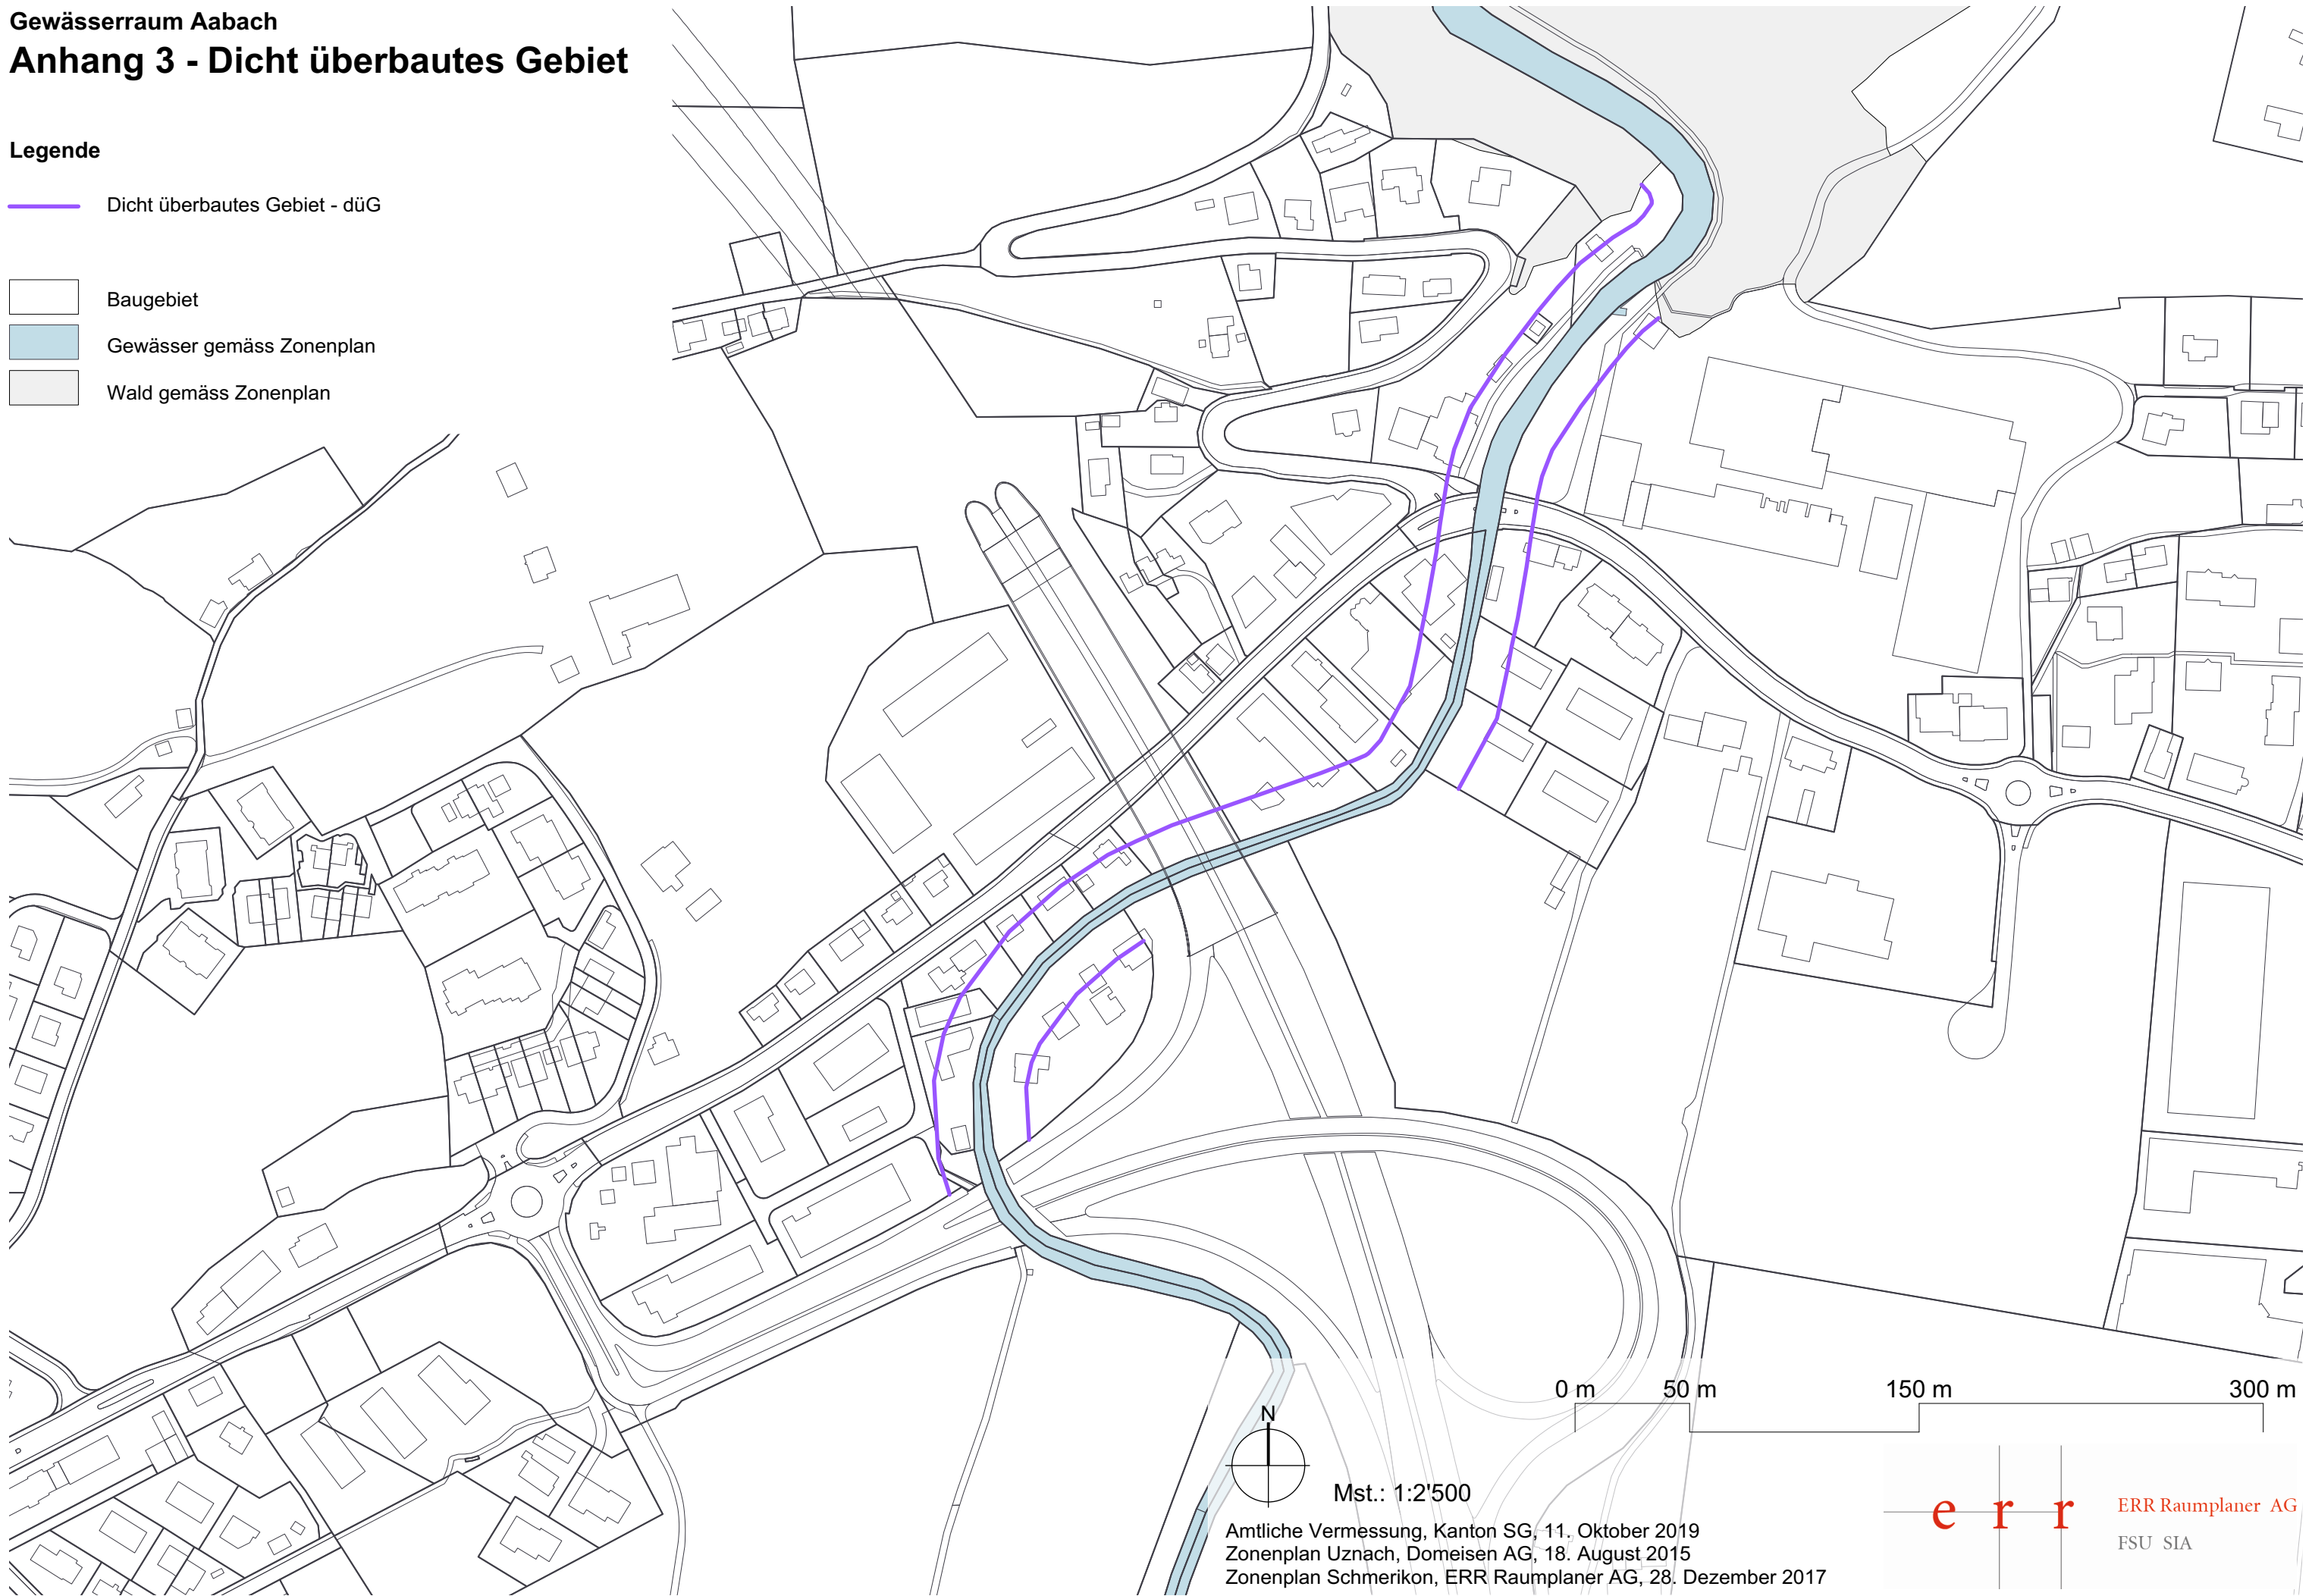 Gewässerraum Aabach
Anhang 3 - Dicht überbautes Gebiet
Legende
Dicht überbautes Gebiet - düG
Baugebiet
Gewässer gemäss Zonenplan
Wald gemäss Zonenplan
0 m 50 m 150 m 300 m
N
Mst.: 1:2'500
Amtliche Vermessung, Kanton SG, 11. Oktober 2019
Zonenplan Uznach, Domeisen AG, 18. August 2015
Zonenplan Schmerikon, ERR Raumplaner AG, 28. Dezember 2017
e r r
ERR Raumplaner AG
FSU SIA